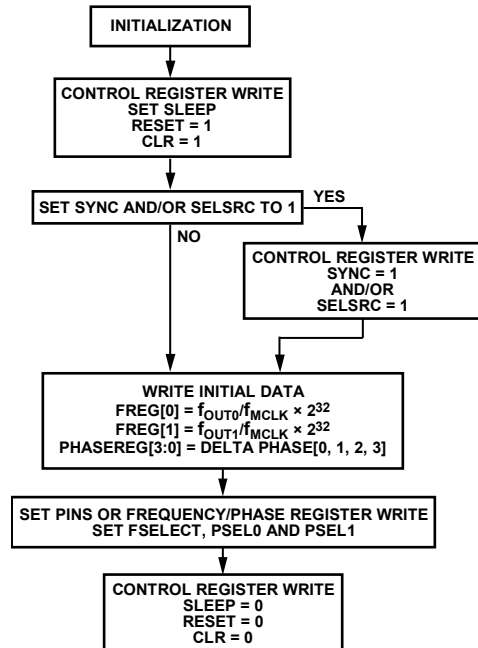 INITIALIZATION
CONTROL REGISTER WRITE
SET SLEEP
RESET = 1
CLR = 1
SET SYNC AND/OR SELSRC TO 1
YES
NO
CONTROL REGISTER WRITE
SYNC = 1
AND/OR
SELSRC = 1
WRITE INITIAL DATA
FREG[0] = fOUT0/fMCLK × 2³²
FREG[1] = fOUT1/fMCLK × 2³²
PHASEREG[3:0] = DELTA PHASE[0, 1, 2, 3]
SET PINS OR FREQUENCY/PHASE REGISTER WRITE
SET FSELECT, PSEL0 AND PSEL1
CONTROL REGISTER WRITE
SLEEP = 0
RESET = 0
CLR = 0